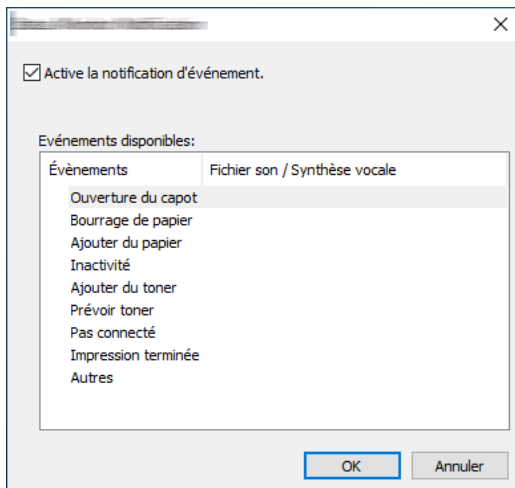 Active la notification d'événement.
Evénements disponibles:
Évènements Fichier son / Synthèse vocale
Ouverture du capot
Bourrage de papier
Ajouter du papier
Inactivité
Ajouter du toner
Prévoir toner
Pas connecté
Impression terminée
Autres
OK Annuler